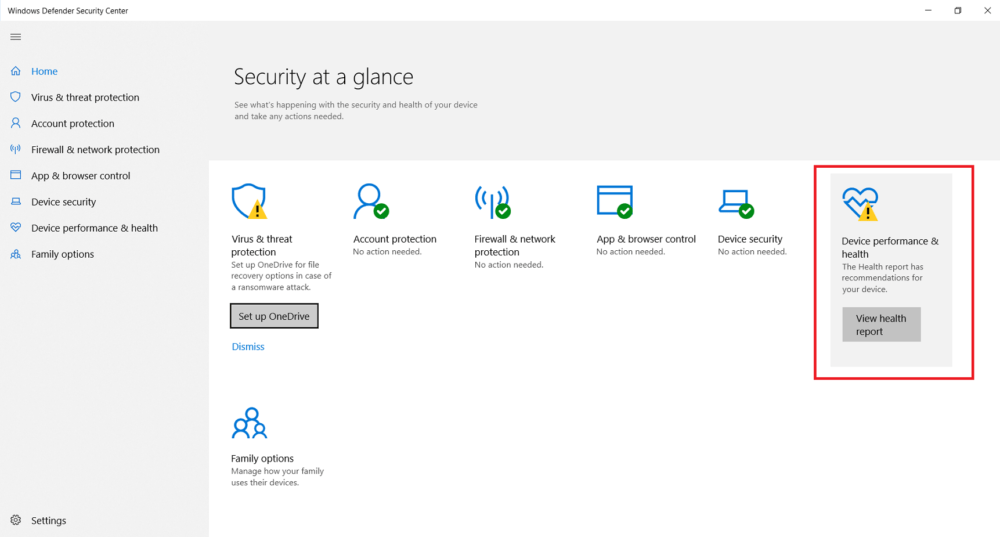 Windows Defender Security Center
Home
Virus & threat protection
Account protection
Firewall & network protection
App & browser control
Device security
Device performance & health
Family options
Settings
Security at a glance
See what's happening with the security and health of your device
and take any actions needed.
Virus & threat
protection
Set up OneDrive for file
recovery options in case of
a ransomware attack.
Set up OneDrive
Dismiss
Account protection
No action needed.
Firewall & network
protection
No action needed.
App & browser control
No action needed.
Device security
No action needed.
Device performance &
health
The Health report has
recommendations for
your device.
View health
report
Family options
Manage how your family
uses their devices.